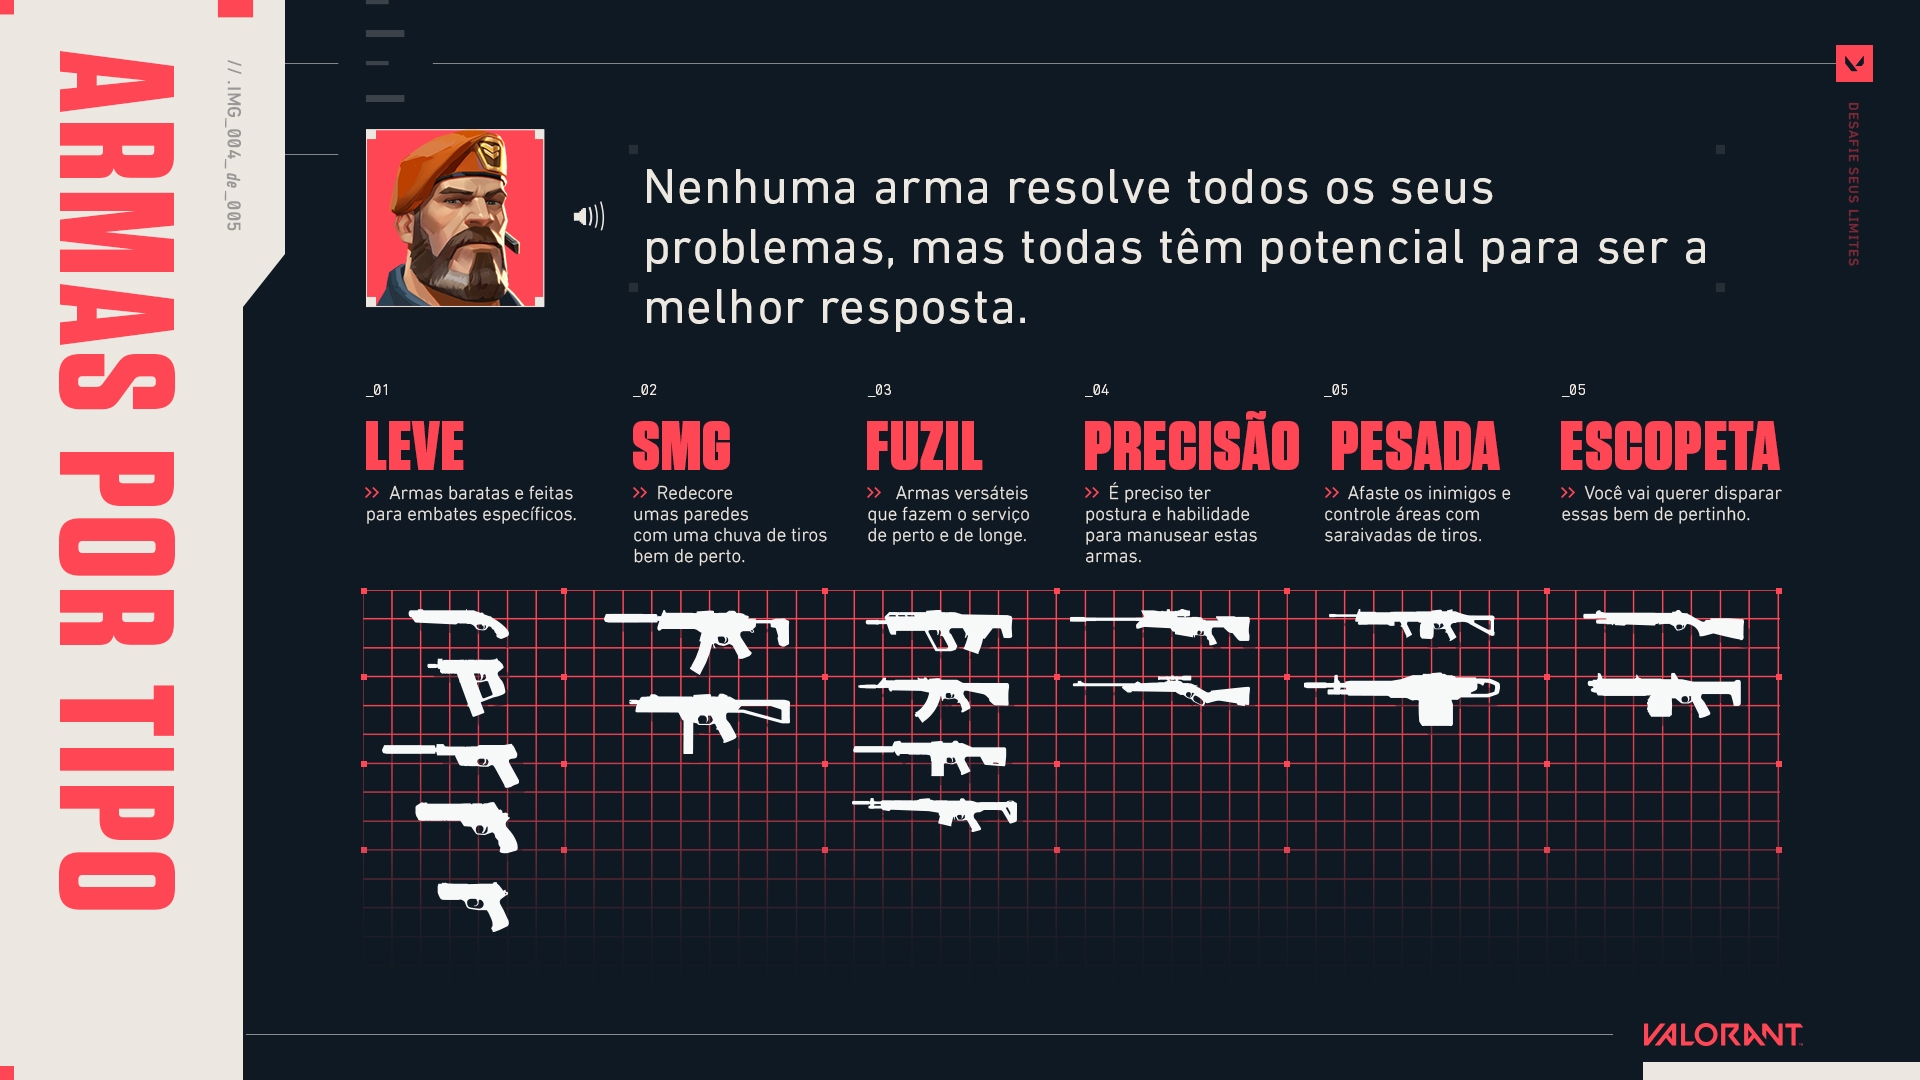 ARMAS POR TIPO
// .IMG_004_de_005
DESAFIE SEUS LIMITES
Nenhuma arma resolve todos os seus
problemas, mas todas têm potencial para ser a
melhor resposta.
_01
LEVE
>> Armas baratas e feitas
para embates específicos.
_02
SMG
>> Redecore
umas paredes
com uma chuva de tiros
bem de perto.
_03
FUZIL
>> Armas versáteis
que fazem o serviço
de perto e de longe.
_04
PRECISÃO
>> É preciso ter
postura e habilidade
para manusear estas
armas.
_05
PESADA
>> Afaste os inimigos e
controle áreas com
saraivadas de tiros.
_05
ESCOPETA
>> Você vai querer disparar
essas bem de pertinho.
VALORANT